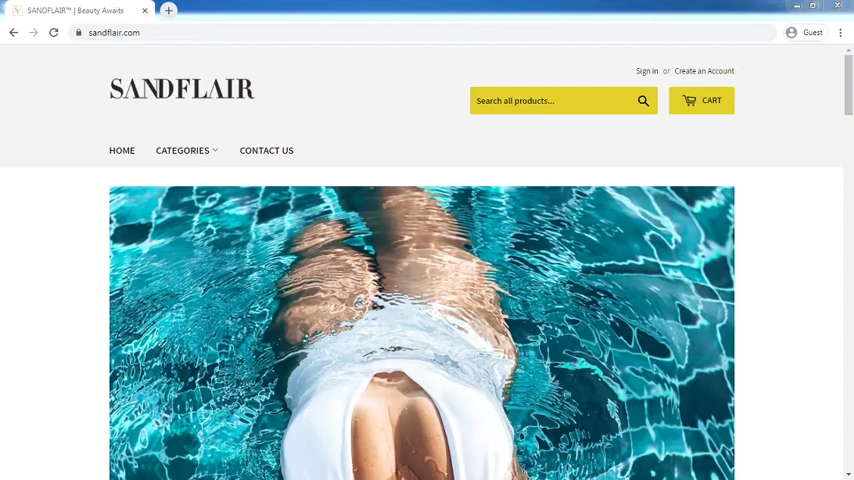 SANDFLAIR™ | Beauty Awaits
sandflair.com
Guest
Sign in or Create an Account
SANDFLAIR
Search all products...
CART
HOME
CATEGORIES
CONTACT US